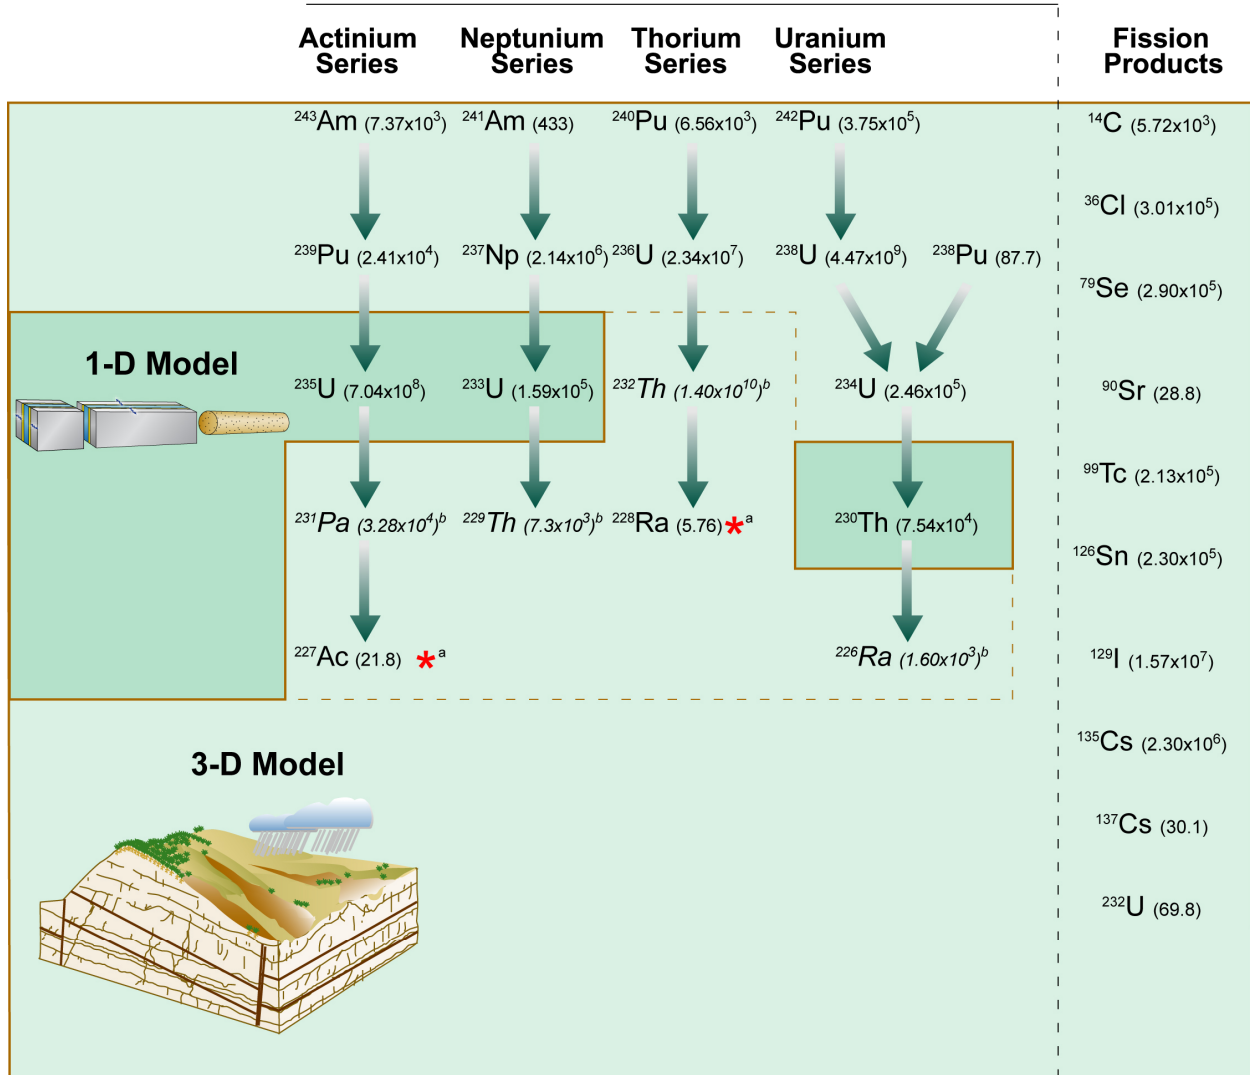 Actinium Series
Neptunium Series
Thorium Series
Uranium Series
Fission Products
²⁴³Am (7.37x10³)
²⁴¹Am (433)
²⁴⁰Pu (6.56x10³)
²⁴²Pu (3.75x10⁵)
¹⁴C (5.72x10³)
³⁶Cl (3.01x10⁵)
²³⁹Pu (2.41x10⁴)
²³⁷Np (2.14x10⁶)
²³⁶U (2.34x10⁷)
²³⁸U (4.47x10⁹)
²³⁸Pu (87.7)
⁷⁹Se (2.90x10⁵)
1-D Model
²³⁵U (7.04x10⁸)
²³³U (1.59x10⁵)
²³²Th (1.40x10¹⁰)ᵇ
²³⁴U (2.46x10⁵)
⁹⁰Sr (28.8)
⁹⁹Tc (2.13x10⁵)
²³¹Pa (3.28x10⁴)ᵇ
²²⁹Th (7.3x10³)ᵇ
²²⁸Ra (5.76) *ᵃ
²³⁰Th (7.54x10⁴)
¹²⁶Sn (2.30x10⁵)
²²⁷Ac (21.8) *ᵃ
²²⁶Ra (1.60x10³)ᵇ
¹²⁹I (1.57x10⁷)
¹³⁵Cs (2.30x10⁶)
3-D Model
¹³⁷Cs (30.1)
²³²U (69.8)